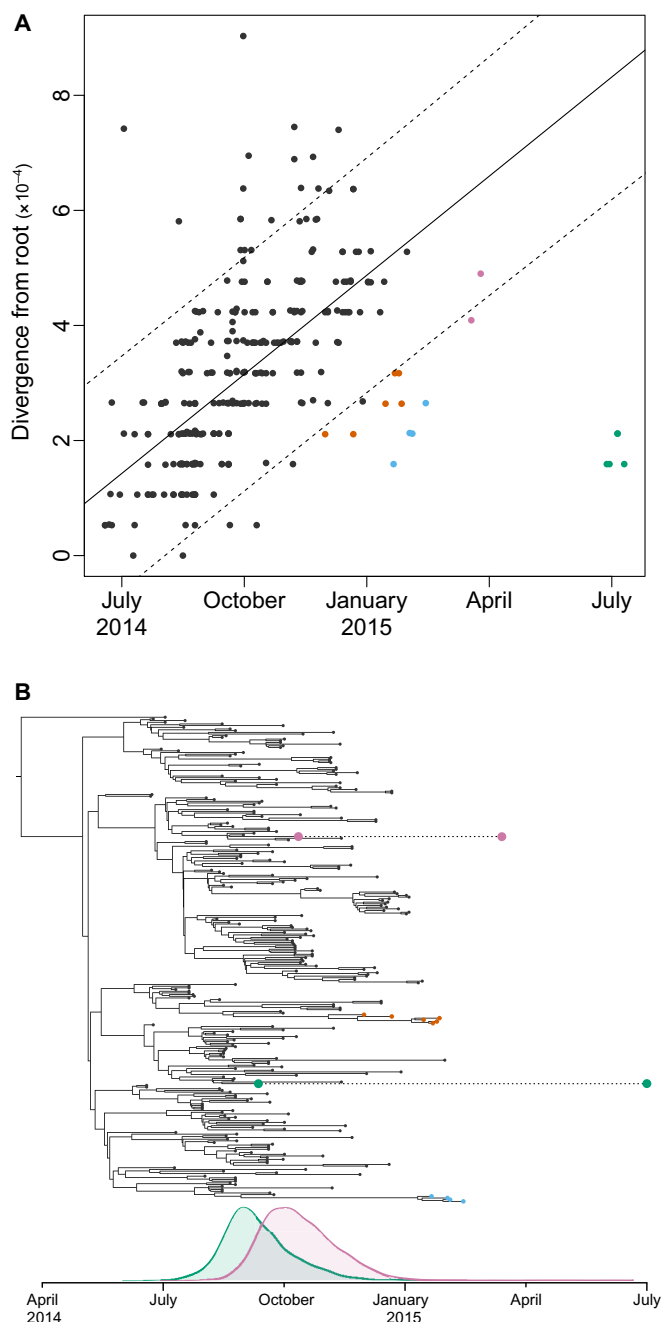 A
Divergence from root (× 10⁻⁴)
8
6
4
2
0
July October January April July
2014 2015
B
April July October January April July
2014 2015